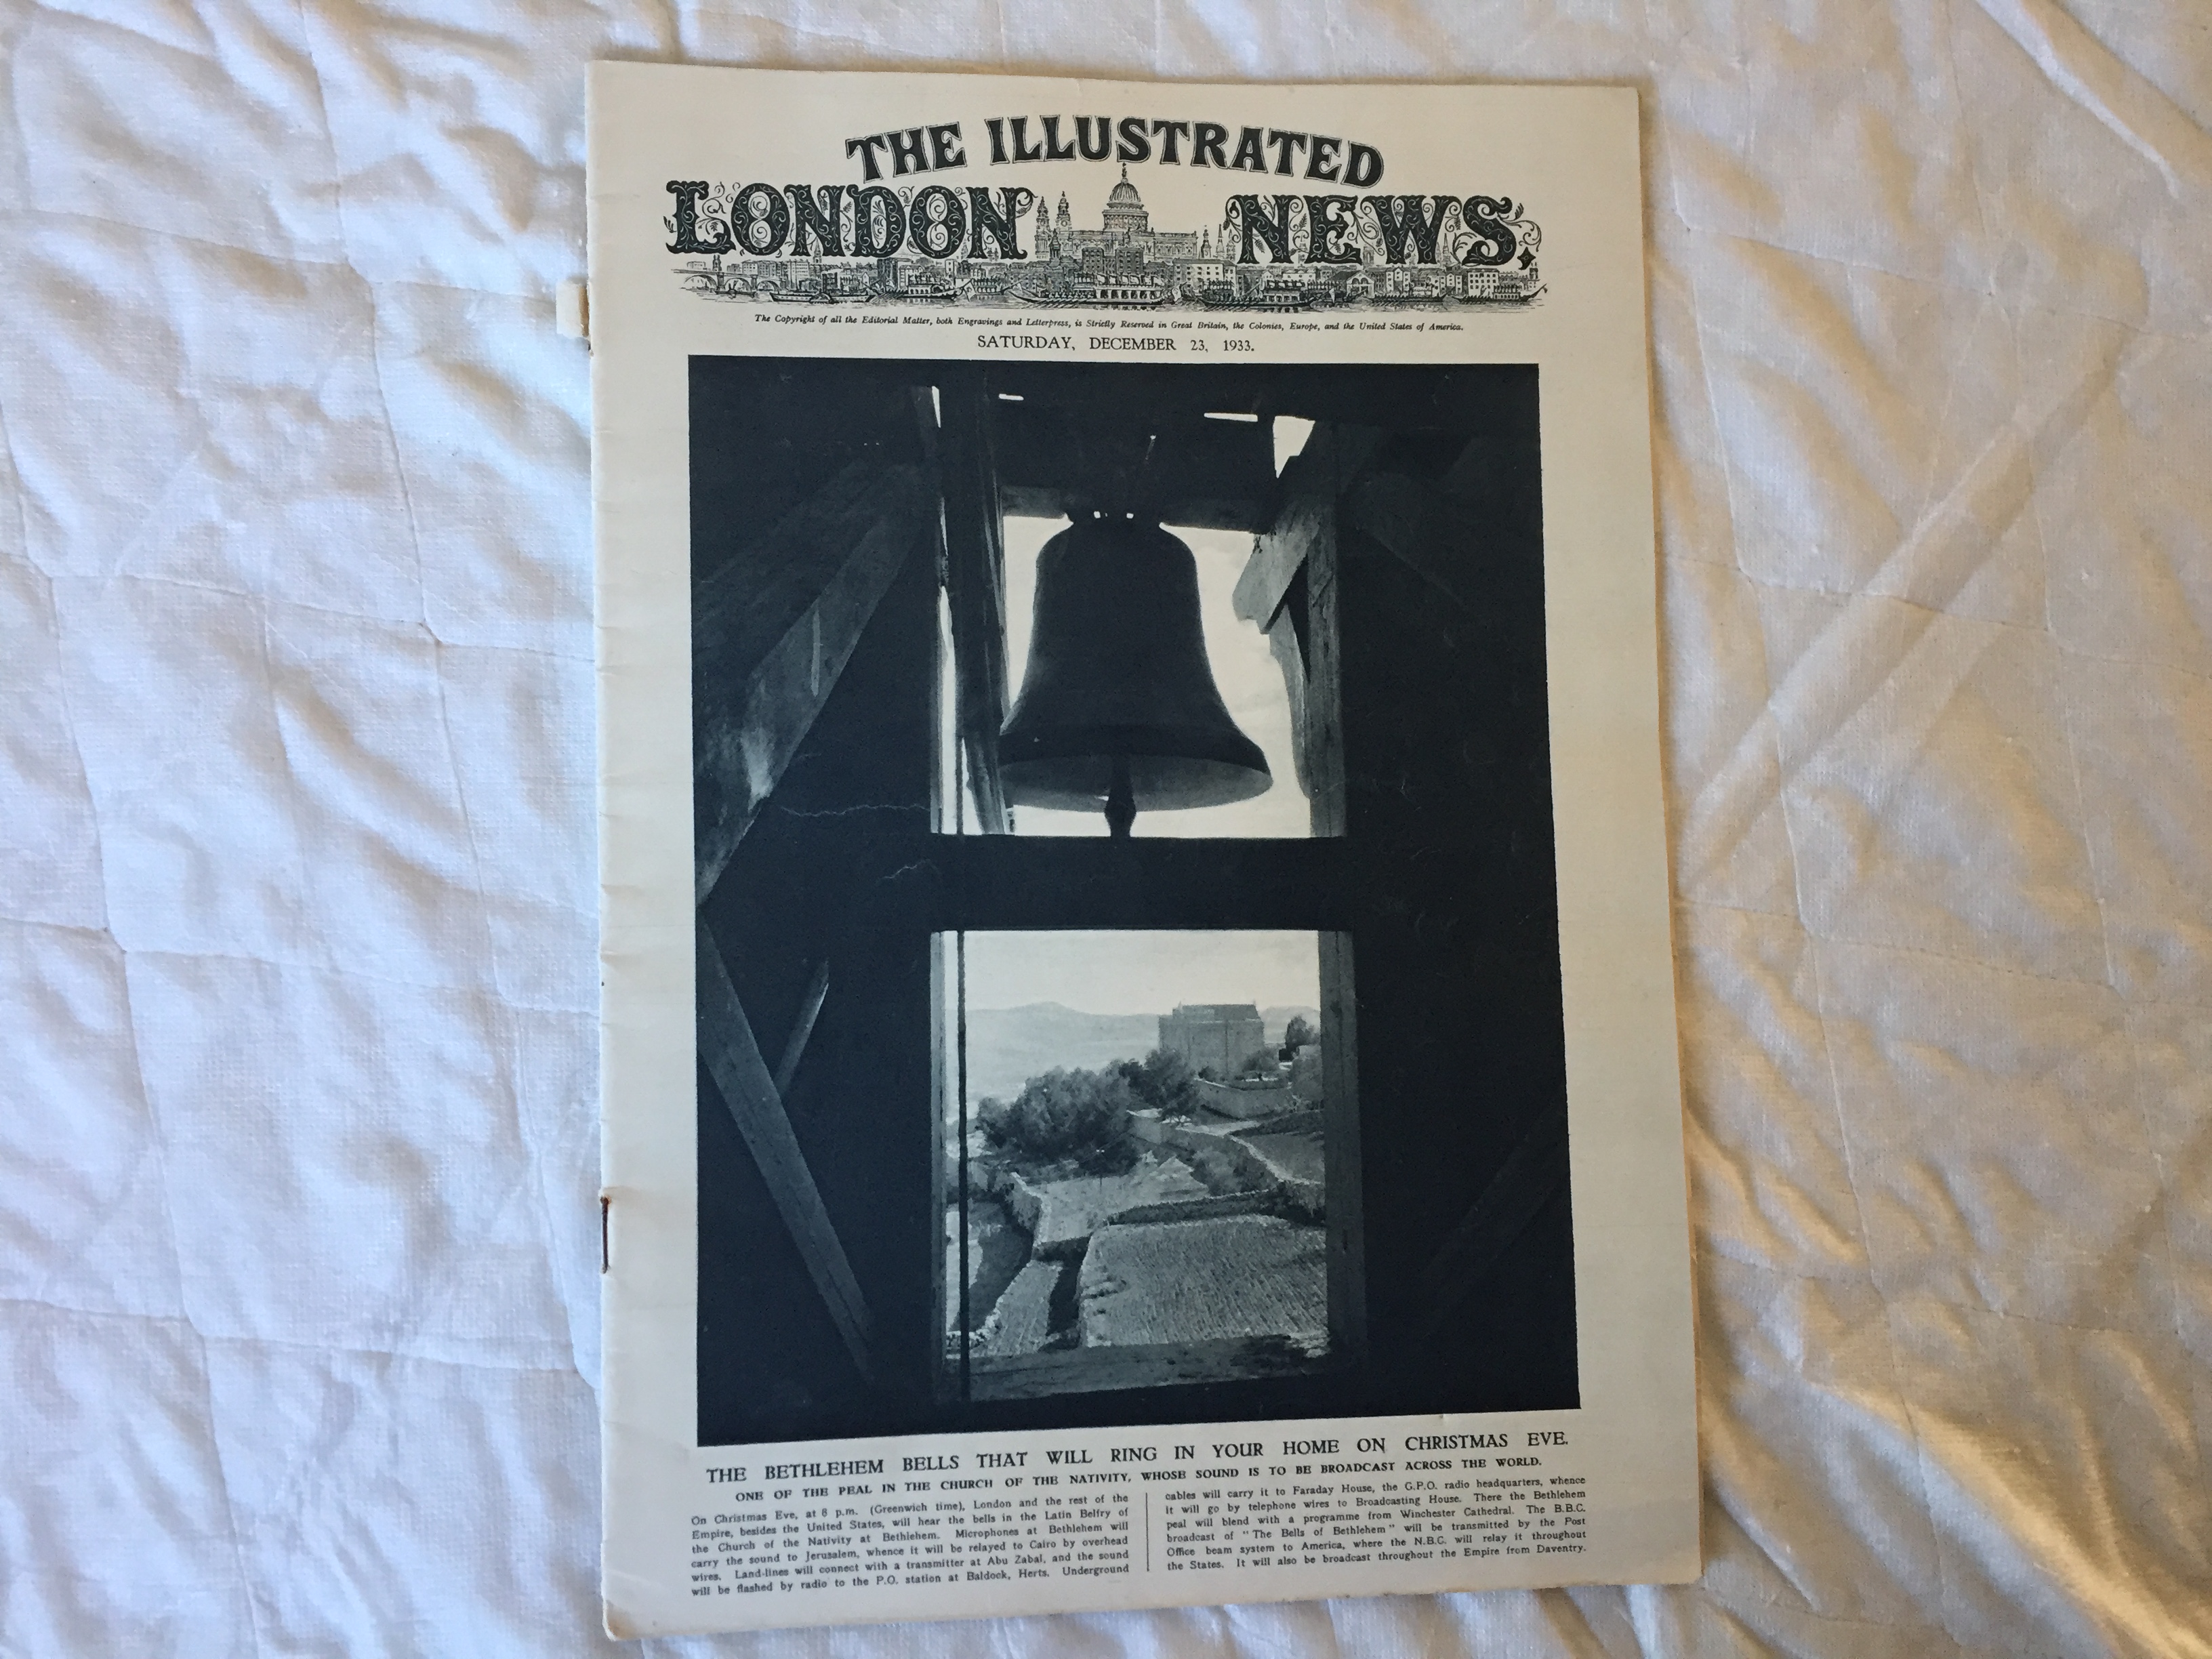 THE ILLUSTRATED
LONDON NEWS.
The Copyright of all the Editorial Matter, both Engravings and Letterpress, is Strictly Reserved in Great Britain, the Colonies, Europe, and the United States of America.
SATURDAY, DECEMBER 23, 1933.
THE BETHLEHEM BELLS THAT WILL RING IN YOUR HOME ON CHRISTMAS EVE.
ONE OF THE PEAL IN THE CHURCH OF THE NATIVITY, WHOSE SOUND IS TO BE BROADCAST ACROSS THE WORLD.
On Christmas Eve, at 6 p.m. (Greenwich time), London and the rest of the
Empire, besides the United States, will hear the bells in the Latin Belfry of
the Church of the Nativity at Bethlehem. Microphones at Bethlehem will
carry the sound to Jerusalem, whence it will be relayed to Cairo by overhead
wires. Land-lines will connect with a transmitter at Abu Zabal, and the sound
will be flashed by radio to the P.O. station at Baldock, Herts. Underground
cables will carry it to Faraday House, the G.P.O. radio headquarters, whence
it will go by telephone wires to Broadcasting House. There the Bethlehem
peal will blend with a programme from Winchester Cathedral. The B.B.C.
broadcast of "The Bells of Bethlehem" will be transmitted by the Post
Office beam system to America, where the N.B.C. will relay it throughout
the States. It will also be broadcast throughout the Empire from Daventry.